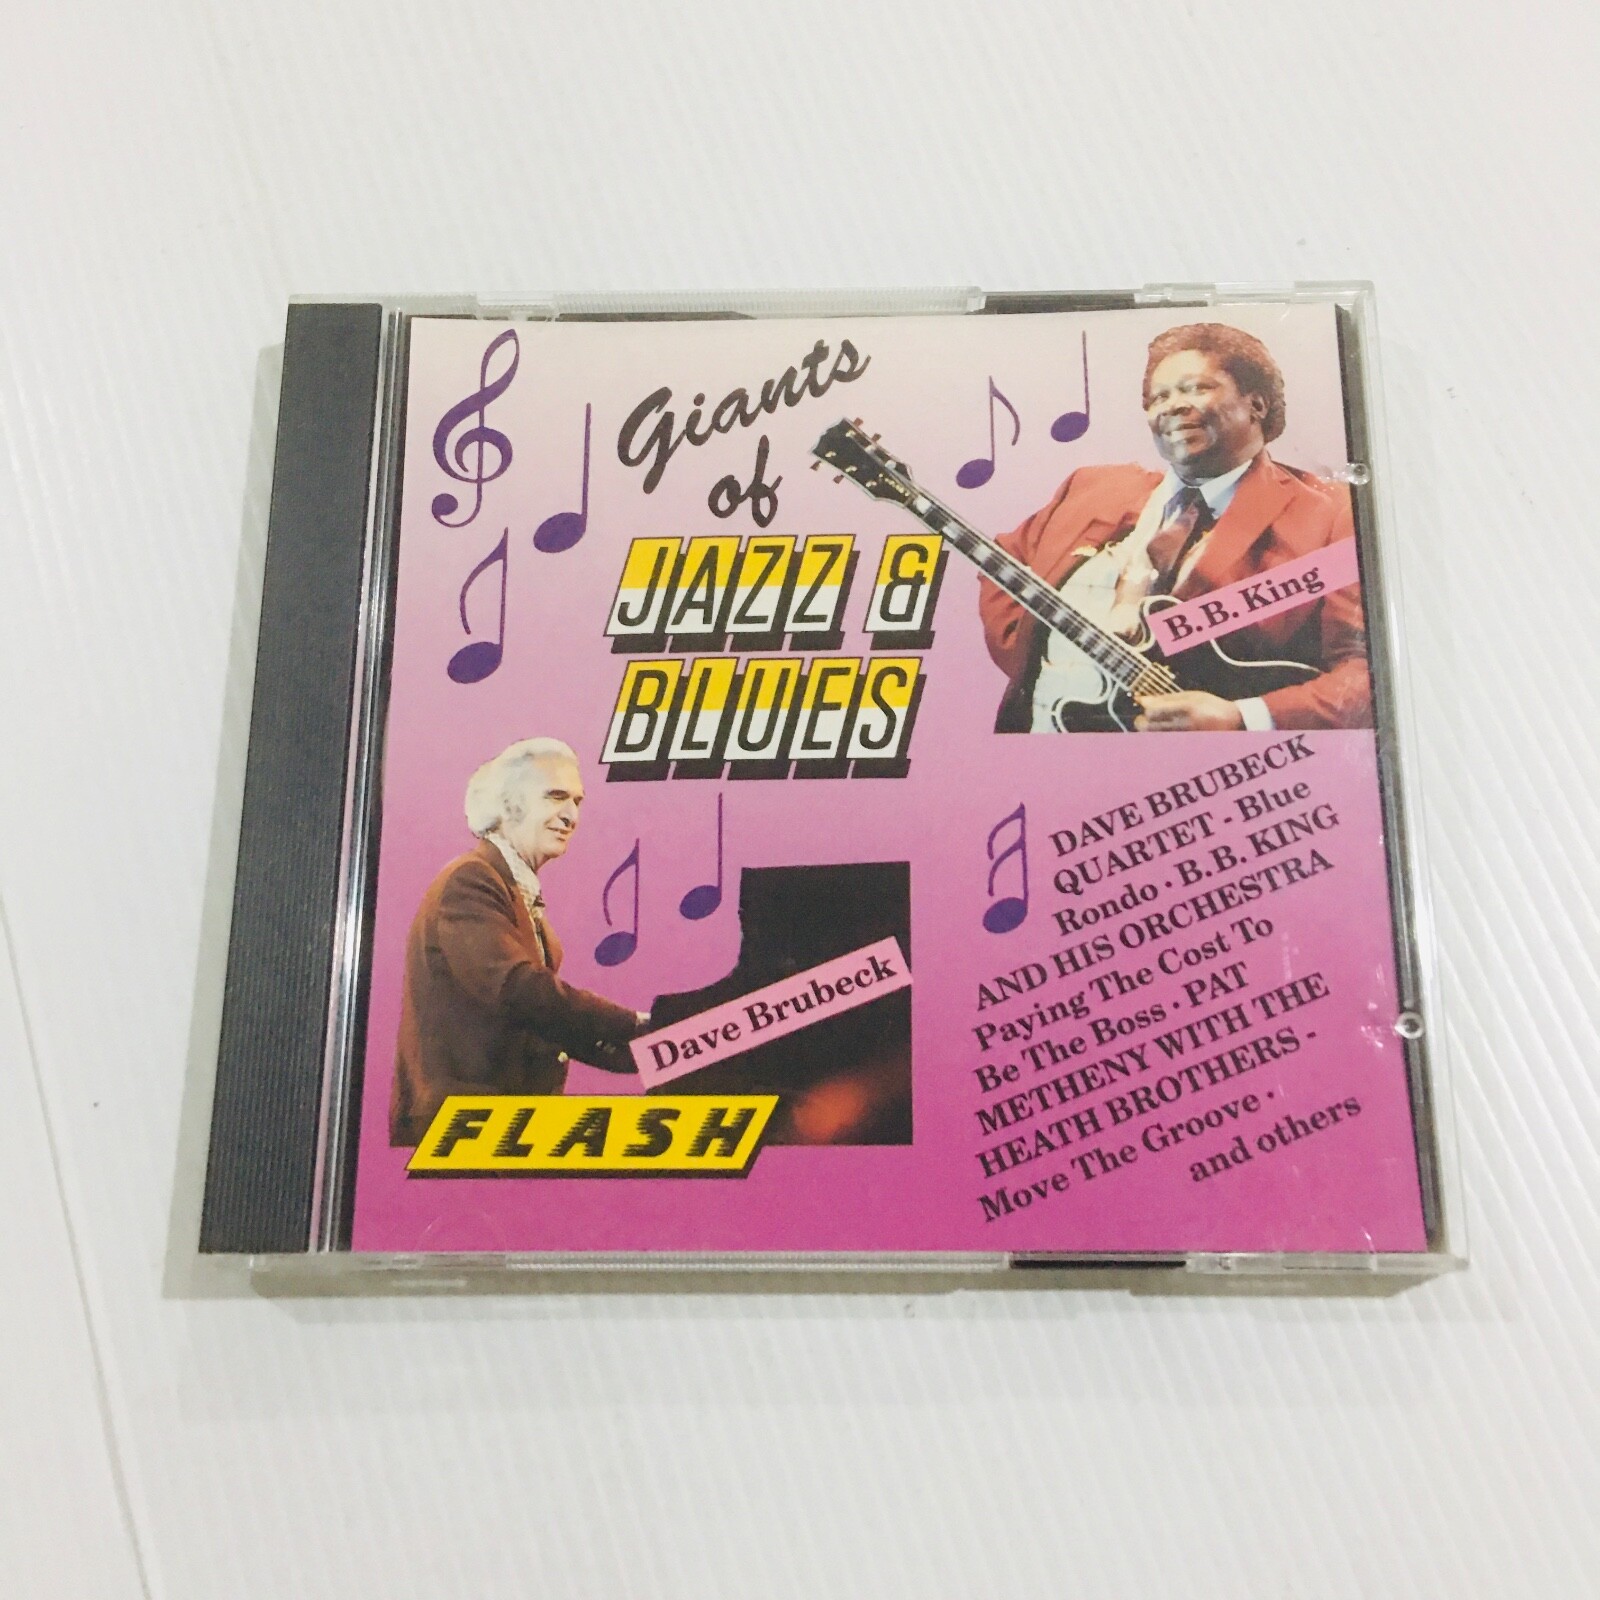 Giants
of
JAZZ &
BLUES
B.B. King
Dave Brubeck
FLASH
DAVE BRUBECK
QUARTET - Blue
Rondo · B.B. KING
AND HIS ORCHESTRA
Paying The Cost To
Be The Boss · PAT
METHENY WITH THE
HEATH BROTHERS -
Move The Groove ·
and others